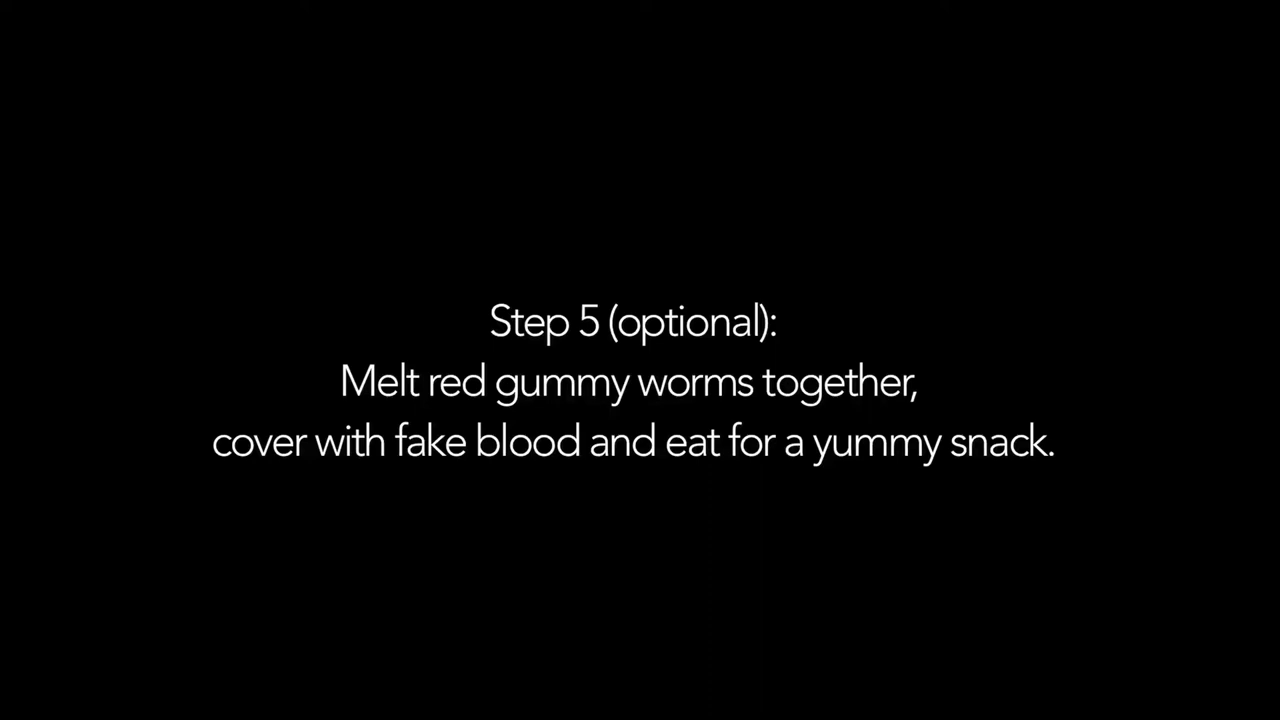 Step 5 (optional):
Melt red gummy worms together,
cover with fake blood and eat for a yummy snack.